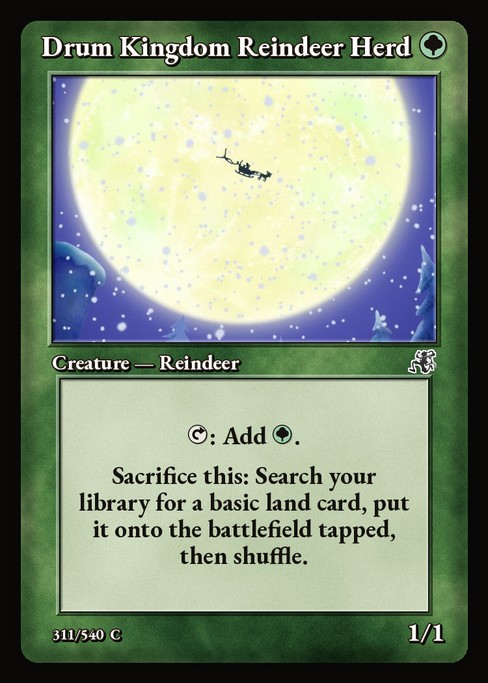 Drum Kingdom Reindeer Herd
Creature — Reindeer
: Add .
Sacrifice this: Search your
library for a basic land card, put
it onto the battlefield tapped,
then shuffle.
311/540 C
1/1